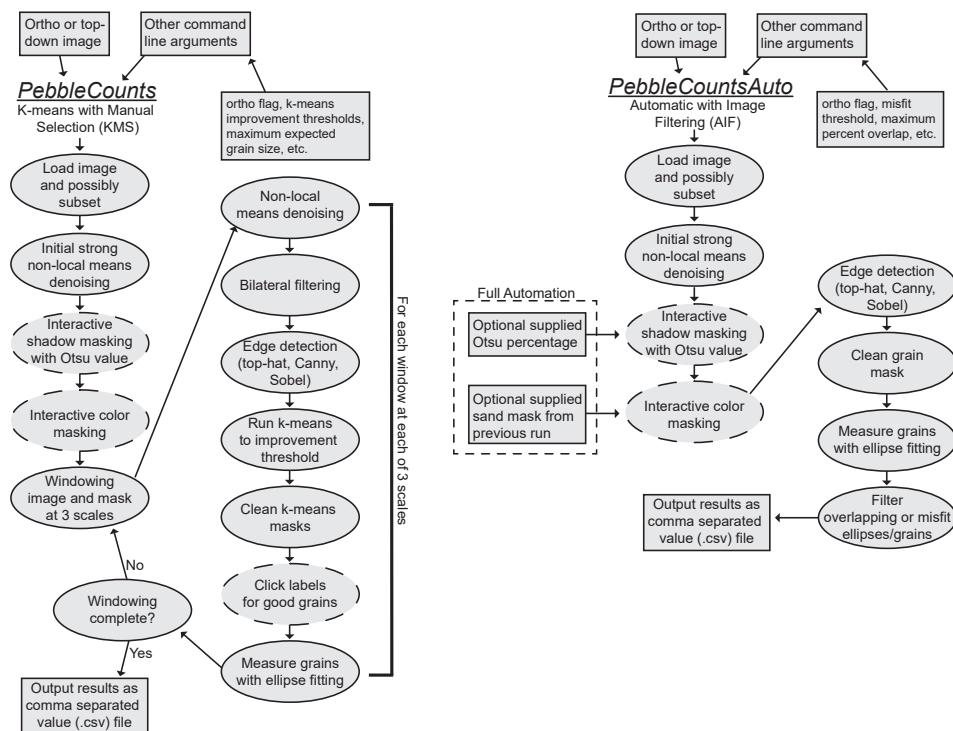 Ortho or top-
down image
Other command
line arguments
PebbleCounts
K-means with Manual
Selection (KMS)
ortho flag, k-means
improvement thresholds,
maximum expected
grain size, etc.
Load image
and possibly
subset
Initial strong
non-local means
denoising
Interactive
shadow masking
with Otsu value
Interactive color
masking
Windowing
image and mask
at 3 scales
No
Windowing
complete?
Yes
Output results as
comma separated
value (.csv) file
Non-local
means denoising
Bilateral filtering
Edge detection
(top-hat, Canny,
Sobel)
Run k-means
to improvement
threshold
Clean k-means
masks
Click labels
for good grains
Measure grains
with ellipse fitting
For each window at each of 3 scales
Ortho or top-
down image
Other command
line arguments
PebbleCountsAuto
Automatic with Image
Filtering (AIF)
ortho flag, misfit
threshold, maximum
percent overlap, etc.
Load image
and possibly
subset
Initial strong
non-local means
denoising
Full Automation
Optional supplied
Otsu percentage
Interactive
shadow masking
with Otsu value
Optional supplied
sand mask from
previous run
Interactive color
masking
Edge detection
(top-hat, Canny,
Sobel)
Clean grain
mask
Measure grains
with ellipse fitting
Filter
overlapping or misfit
ellipses/grains
Output results as
comma separated
value (.csv) file